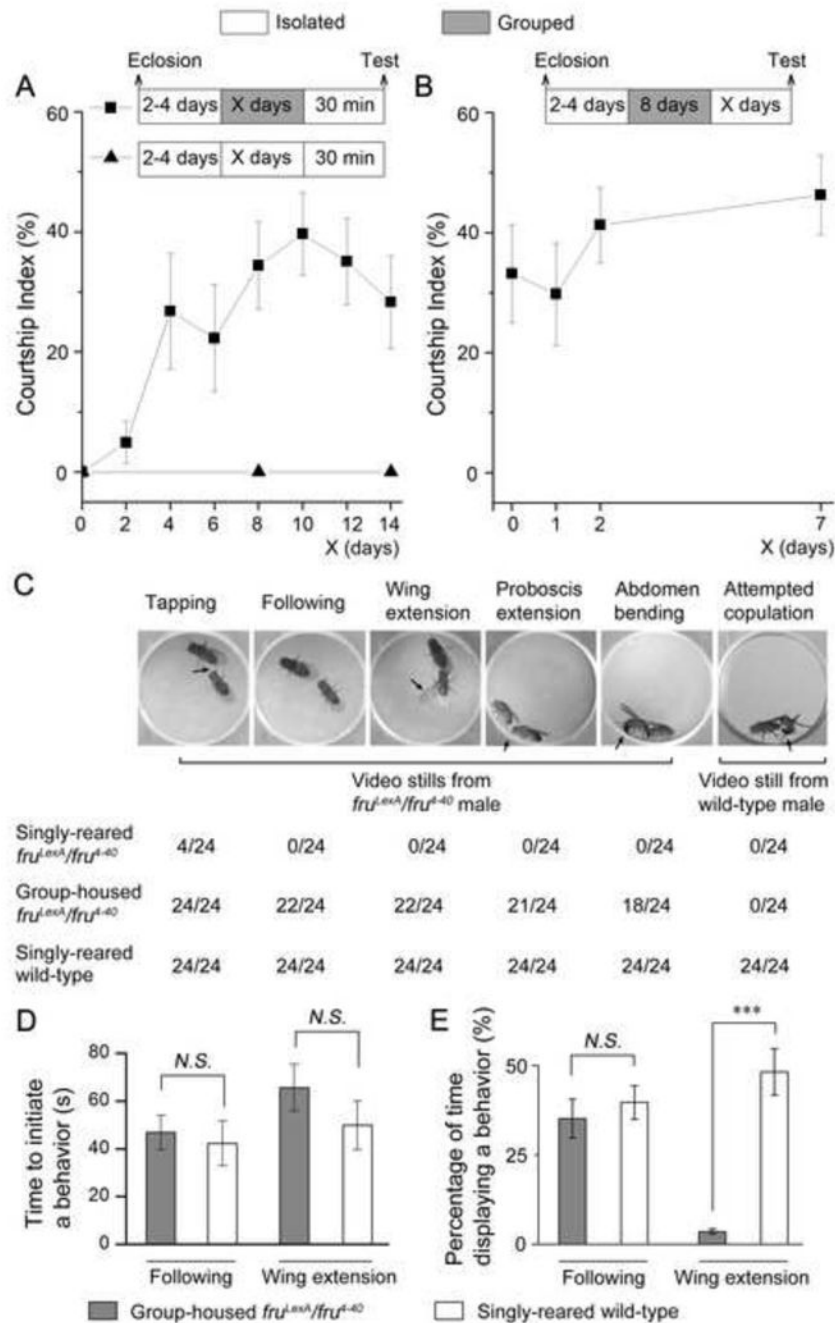 Isolated Grouped
A
Eclosion Test
2-4 days X days 30 min
2-4 days X days 30 min
60
40
20
0
Courtship Index (%)
0 2 4 6 8 10 12 14
X (days)
B
Eclosion Test
2-4 days 8 days X days
60
40
20
0
Courtship Index (%)
0 1 2 7
X (days)
C
Tapping Following Wing extension Proboscis extension Abdomen bending Attempted copulation
Video stills from
fruLexA/fru4-40 male
Video still from
wild-type male
Singly-reared
fruLexA/fru4-40
4/24 0/24 0/24 0/24 0/24 0/24
Group-housed
fruLexA/fru4-40
24/24 22/24 22/24 21/24 18/24 0/24
Singly-reared
wild-type
24/24 24/24 24/24 24/24 24/24 24/24
D
Time to initiate
a behavior (s)
80
60
40
20
0
N.S.
N.S.
Following Wing extension
E
Percentage of time
displaying a behavior (%)
50
25
0
N.S.
***
Following Wing extension
Group-housed fruLexA/fru4-40 Singly-reared wild-type